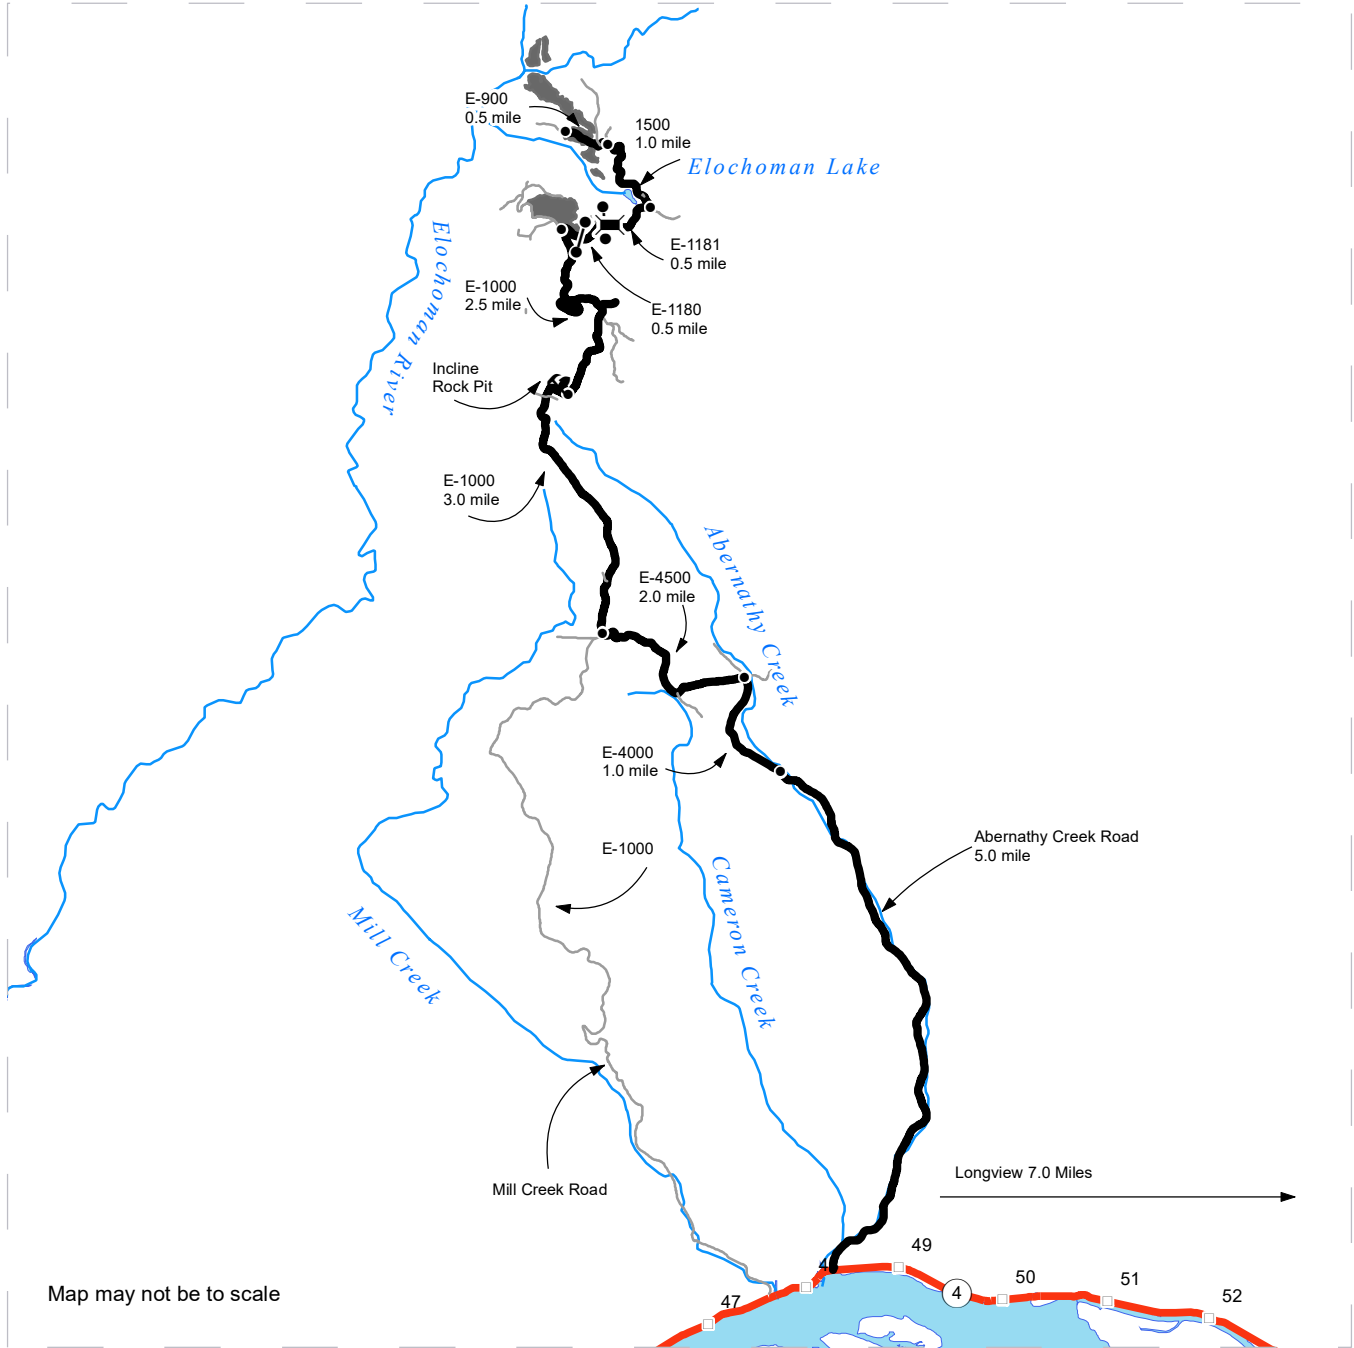 E-900
0.5 mile
1500
1.0 mile
Elochoman Lake
Elochoman River
E-1181
0.5 mile
E-1000
2.5 mile
E-1180
0.5 mile
Incline
Rock Pit
E-1000
3.0 mile
Abernathy Creek
E-4500
2.0 mile
E-4000
1.0 mile
Abernathy Creek Road
5.0 mile
E-1000
Cameron Creek
Mill Creek
Longview 7.0 Miles
Mill Creek Road
49
50
51
52
4
47
Map may not be to scale